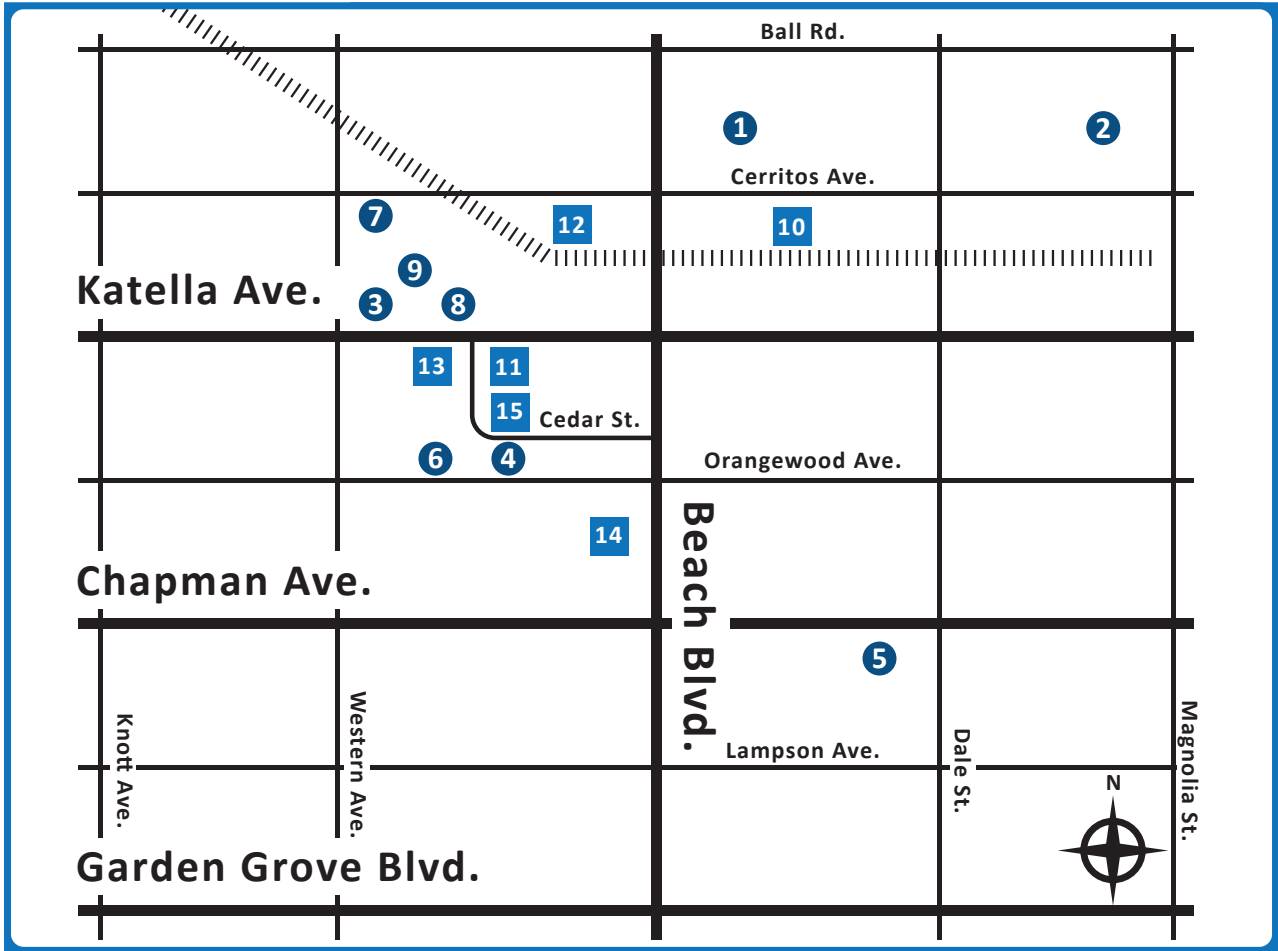 Ball Rd.
1
2
Cerritos Ave.
7
12
10
9
Katella Ave.
3
8
13
11
15
Cedar St.
6
4
Orangewood Ave.
14
Beach Blvd.
Chapman Ave.
5
Knott Ave.
Western Ave.
Lampson Ave.
Dale St.
Magnolia St.
N
Garden Grove Blvd.